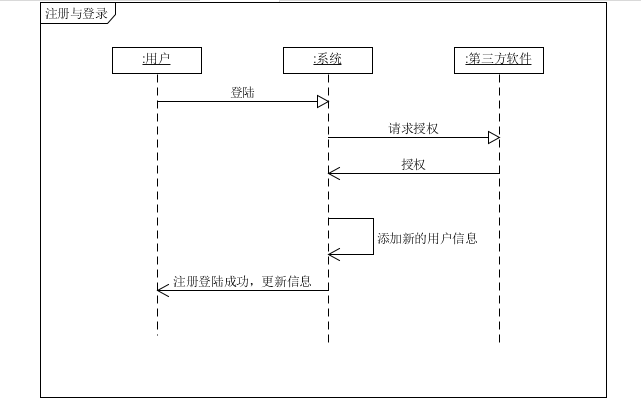 注册与登录
:用户
:系统
:第三方软件
登陆
请求授权
授权
添加新的用户信息
注册登陆成功，更新信息